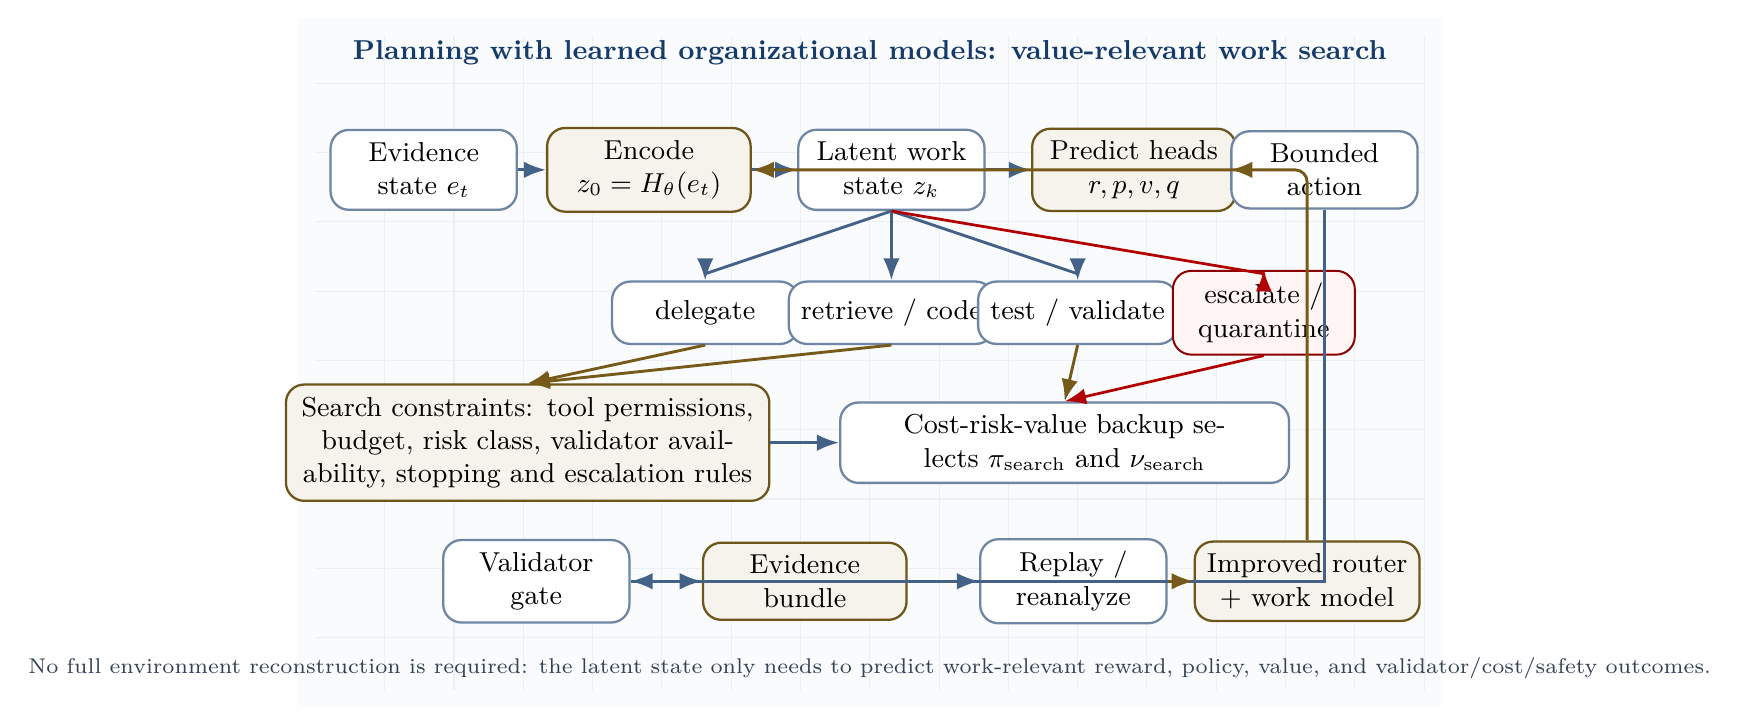 Planning with learned organizational models: value-relevant work search
Evidence
state e_t
Encode
z_0 = H_θ(e_t)
Latent work
state z_k
Predict heads
r, p, v, q
Bounded
action
delegate
retrieve / code
test / validate
escalate /
quarantine
Search constraints: tool permissions,
budget, risk class, validator avail-
ability, stopping and escalation rules
Cost-risk-value backup se-
lects π_search and ν_search
Validator
gate
Evidence
bundle
Replay /
reanalyze
Improved router
+ work model
No full environment reconstruction is required: the latent state only needs to predict work-relevant reward, policy, value, and validator/cost/safety outcomes.